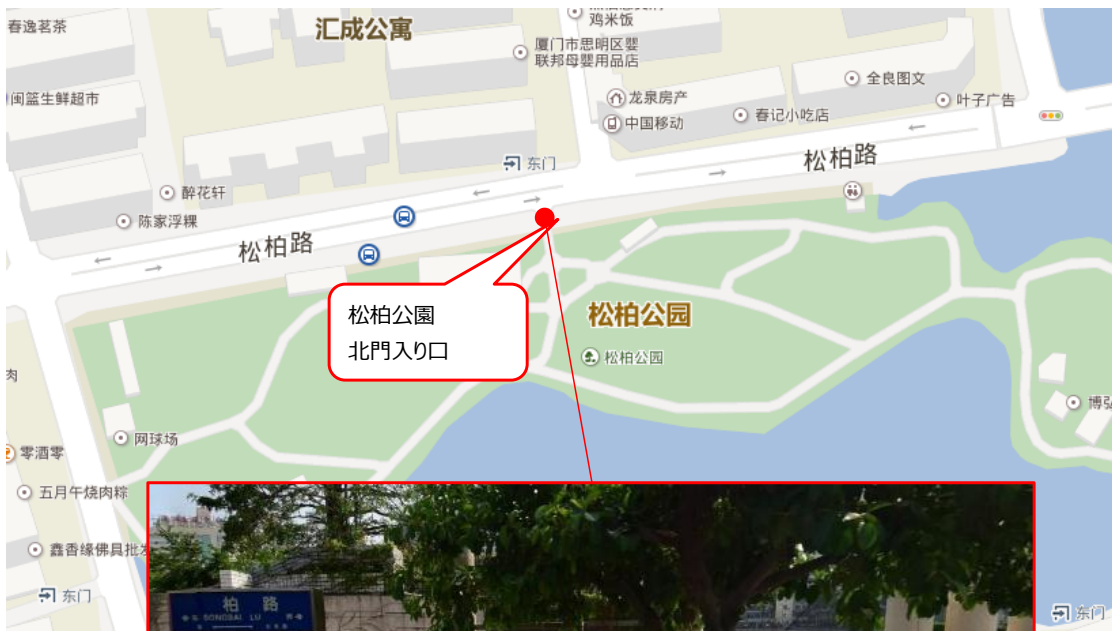 春逸茗茶
汇成公寓
鸡米饭
厦门市思明区婴
联邦母婴用品店
全良图文
闽篮生鲜超市
龙泉房产
叶子广告
中国移动
春记小吃店
东门
松柏路
醉花轩
陈家浮粿
松柏路
松柏公園
北門入り口
松柏公园
松柏公园
肉
博弘
网球场
零酒零
五月午烧肉粽
鑫香缘佛具批发
东门
柏 路
SONGBAI LU
东门